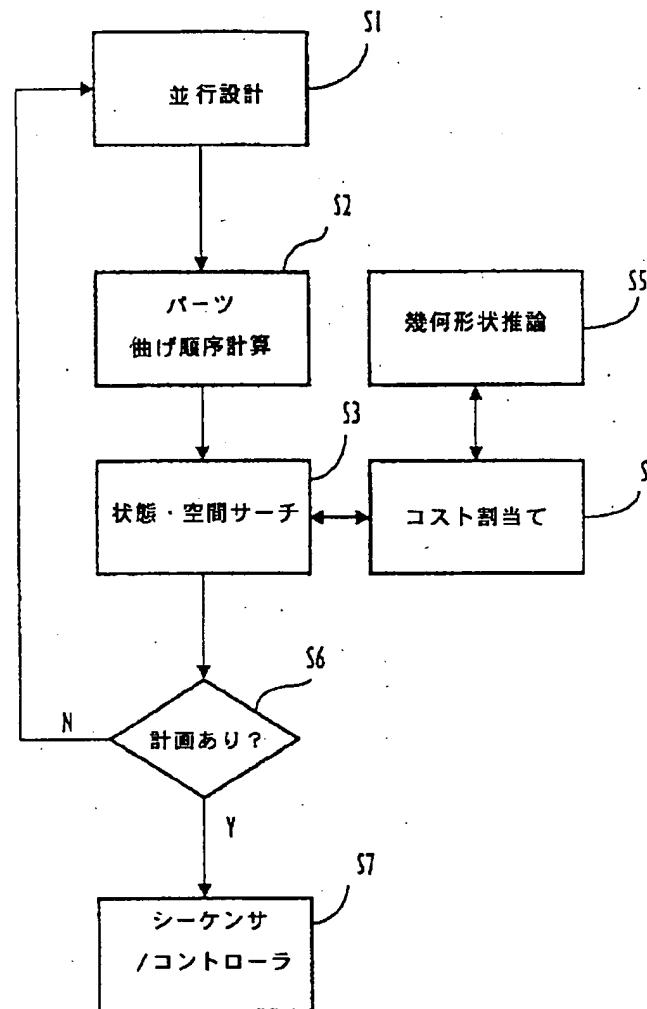 S1
並行設計
S2
パーツ
曲げ順序計算
S5
幾何形状推論
S3
状態・空間サーチ
S
コスト割当て
S6
計画あり?
N
Y
S7
シーケンサ
/コントローラ